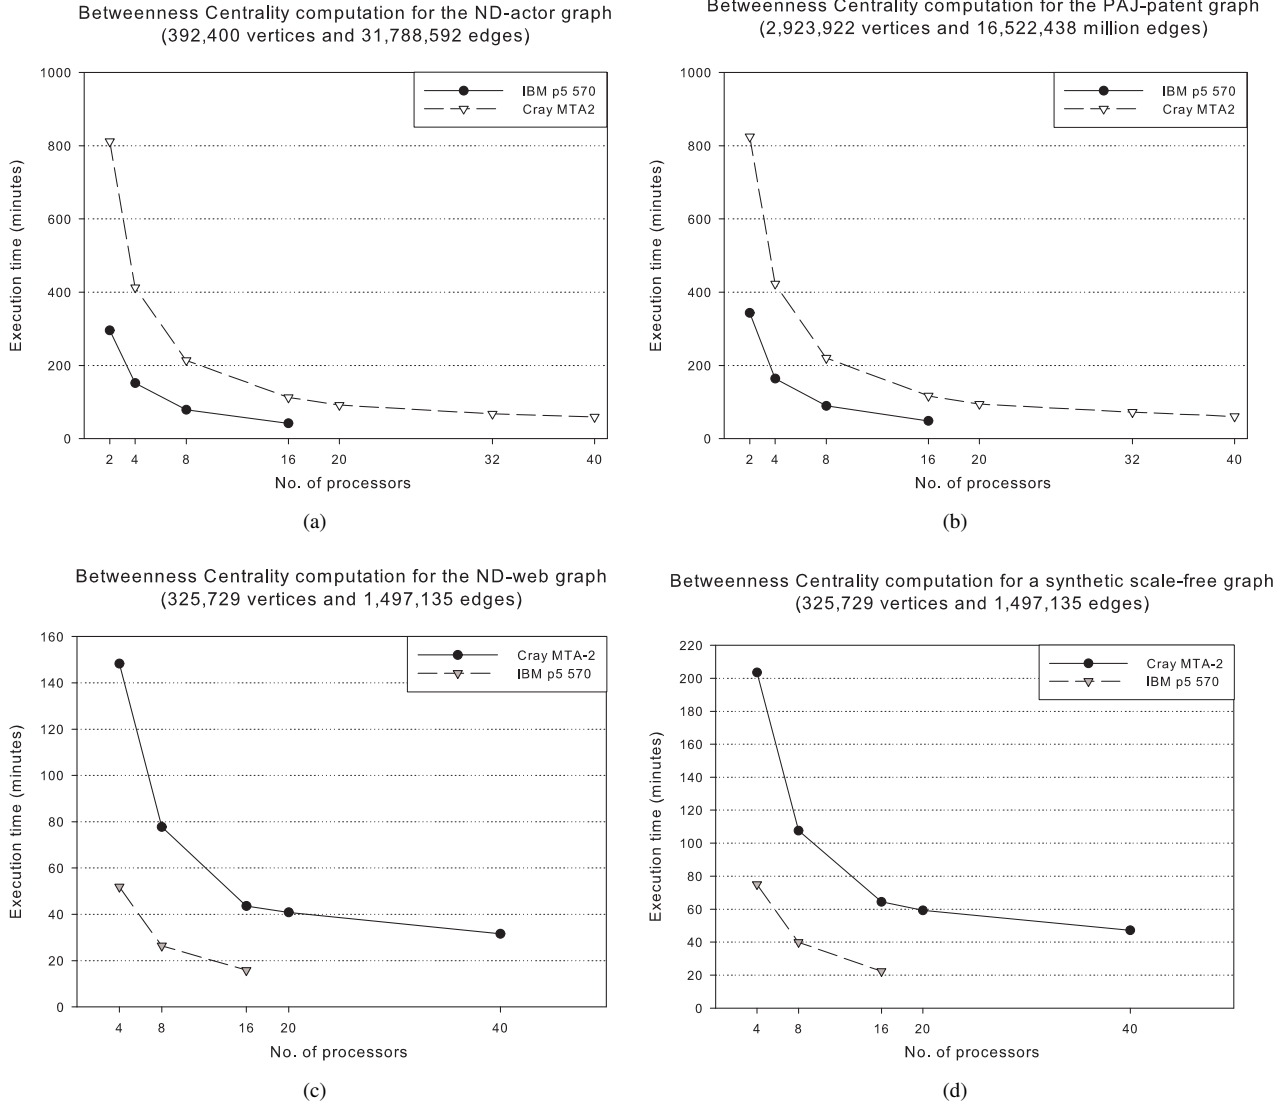 Betweenness Centrality computation for the ND-actor graph
(392,400 vertices and 31,788,592 edges)
1000
800
600
400
200
0
Execution time (minutes)
IBM p5 570
Cray MTA2
2 4 8 16 20 32 40
No. of processors
(a)
Betweenness Centrality computation for the PAJ-patent graph
(2,923,922 vertices and 16,522,438 million edges)
1000
800
600
400
200
0
Execution time (minutes)
IBM p5 570
Cray MTA2
2 4 8 16 20 32 40
No. of processors
(b)
Betweenness Centrality computation for the ND-web graph
(325,729 vertices and 1,497,135 edges)
160
140
120
100
80
60
40
20
0
Execution time (minutes)
Cray MTA-2
IBM p5 570
4 8 16 20 40
No. of processors
(c)
Betweenness Centrality computation for a synthetic scale-free graph
(325,729 vertices and 1,497,135 edges)
220
200
180
160
140
120
100
80
60
40
20
0
Execution time (minutes)
Cray MTA-2
IBM p5 570
4 8 16 20 40
No. of processors
(d)